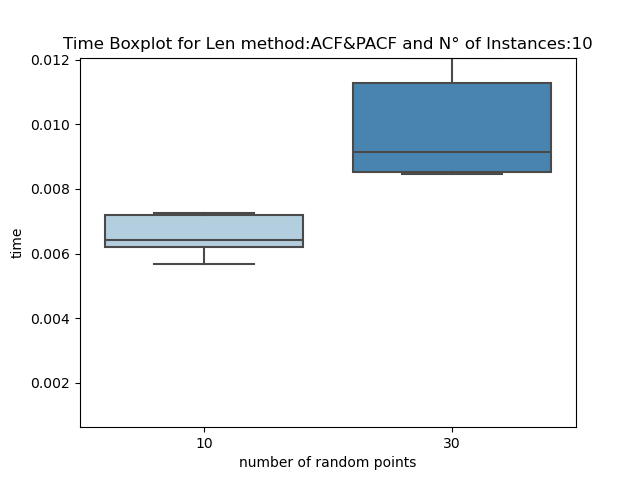 Time Boxplot for Len method:ACF&PACF and N° of Instances:10
0.012
0.010
0.008
0.006
0.004
0.002
time
10
30
number of random points